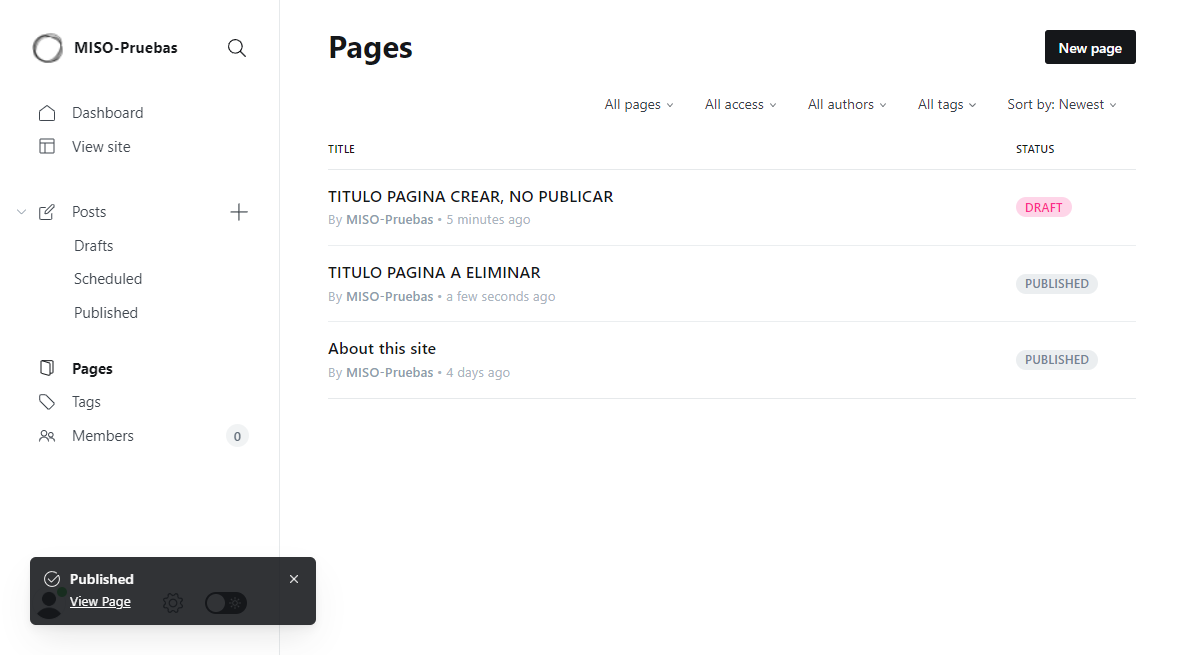 MISO-Pruebas
Dashboard
View site
Posts
Drafts
Scheduled
Published
Pages
Tags
Members 0
Published
View Page
Pages
New page
All pages All access All authors All tags Sort by: Newest
TITLE STATUS
TITULO PAGINA CREAR, NO PUBLICAR
By MISO-Pruebas • 5 minutes ago
DRAFT
TITULO PAGINA A ELIMINAR
By MISO-Pruebas • a few seconds ago
PUBLISHED
About this site
By MISO-Pruebas • 4 days ago
PUBLISHED